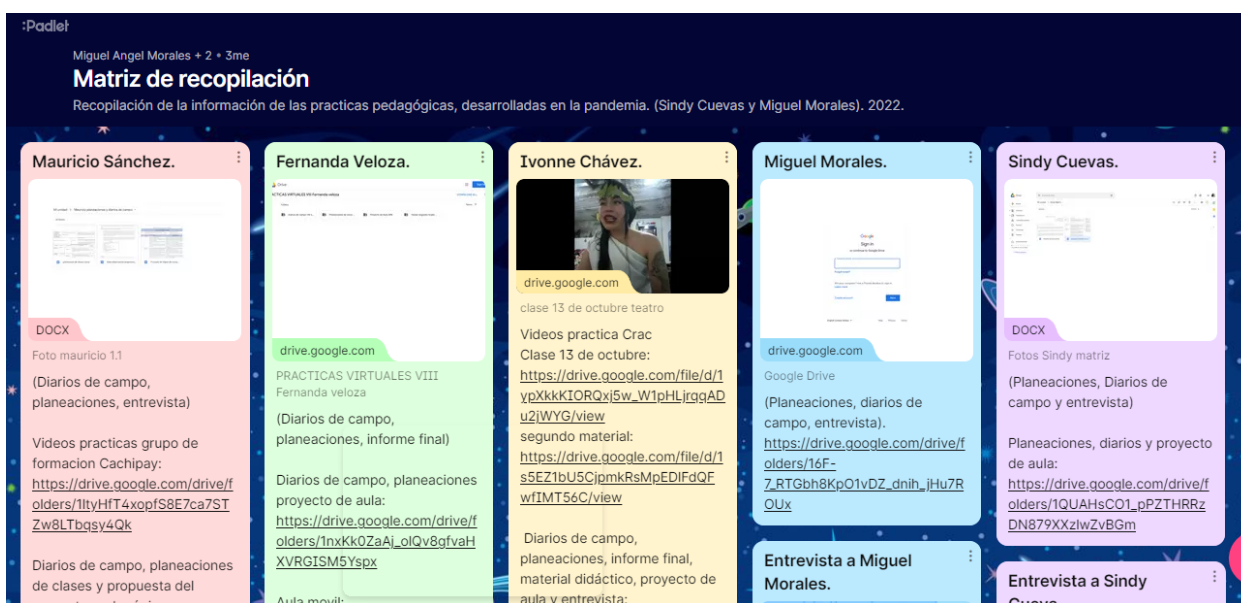 :Padlet
Miguel Angel Morales + 2 • 3me
Matriz de recopilación
Recopilación de la información de las practicas pedagógicas, desarrolladas en la pandemia. (Sindy Cuevas y Miguel Morales). 2022.
Mauricio Sánchez.
DOCX
Foto mauricio 1.1
(Diarios de campo,
planeaciones, entrevista)
Videos practicas grupo de
formacion Cachipay:
https://drive.google.com/drive/f
olders/1ltyHfT4xopfS8E7ca7ST
Zw8LTbqsy4Qk
Diarios de campo, planeaciones
de clases y propuesta del
Fernanda Veloza.
drive.google.com
PRACTICAS VIRTUALES VIII
Fernanda veloza
(Diarios de campo,
planeaciones, informe final)
Diarios de campo, planeaciones
proyecto de aula:
https://drive.google.com/drive/f
olders/1nxKk0ZaAj_oIQv8gfvaH
XVRGISM5Yspx
Aula movil:
Ivonne Chávez.
drive.google.com
clase 13 de octubre teatro
Videos practica Crac
Clase 13 de octubre:
https://drive.google.com/file/d/1
ypXkkKIORQxj5w_W1pHLjrqqAD
u2jWYG/view
segundo material:
https://drive.google.com/file/d/1
s5EZ1bU5CjpmkRsMpEDIFdQF
wfIMT56C/view
Diarios de campo,
planeaciones, informe final,
material didáctico, proyecto de
aula y entrevista:
Miguel Morales.
Google
Sign in
drive.google.com
Google Drive
(Planeaciones, diarios de
campo, entrevista).
https://drive.google.com/drive/f
olders/16F-
7_RTGbh8KpO1vDZ_dnih_jHu7R
OUx
Entrevista a Miguel
Morales.
Sindy Cuevas.
DOCX
Fotos Sindy matriz
(Planeaciones, Diarios de
campo y entrevista)
Planeaciones, diarios y proyecto
de aula:
https://drive.google.com/drive/f
olders/1QUAHsCO1_pPZTHRRz
DN879XXzlwZvBGm
Entrevista a Sindy